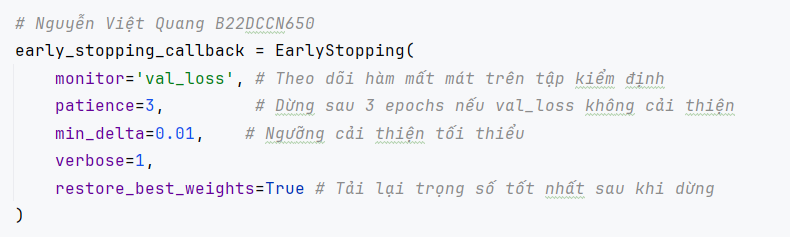 # Nguyễn Việt Quang B22DCCN650
early_stopping_callback = EarlyStopping(
    monitor='val_loss', # Theo dõi hàm mất mát trên tập kiểm định
    patience=3,         # Dừng sau 3 epochs nếu val_loss không cải thiện
    min_delta=0.01,    # Ngưỡng cải thiện tối thiểu
    verbose=1,
    restore_best_weights=True # Tải lại trọng số tốt nhất sau khi dừng
)